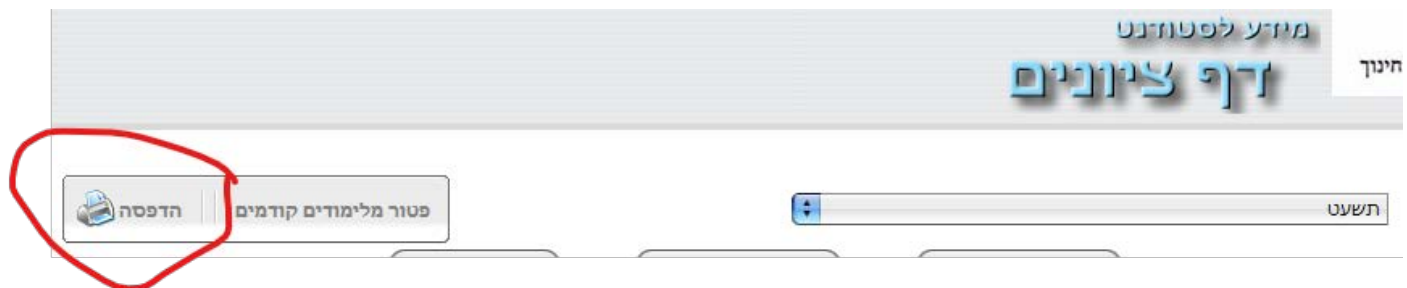 מידע לסטודנט
דף ציונים
חינוך
תשעט
פטור מלימודים קודמים
הדפסה